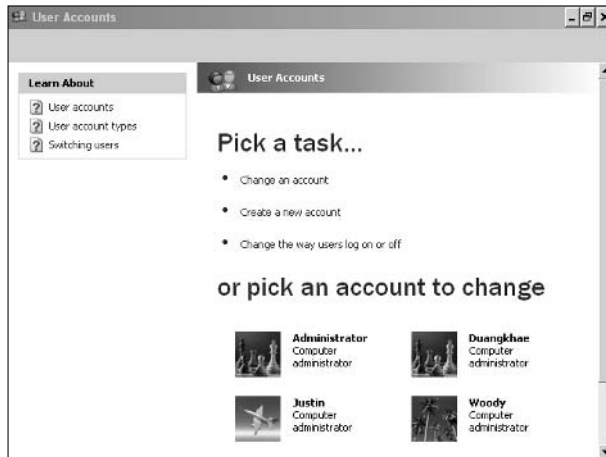 User Accounts
Learn About
User accounts
User account types
Switching users
User Accounts
Pick a task...
Change an account
Create a new account
Change the way users log on or off
or pick an account to change
Administrator
Computer
administrator
Duangkhae
Computer
administrator
Justin
Computer
administrator
Woody
Computer
administrator